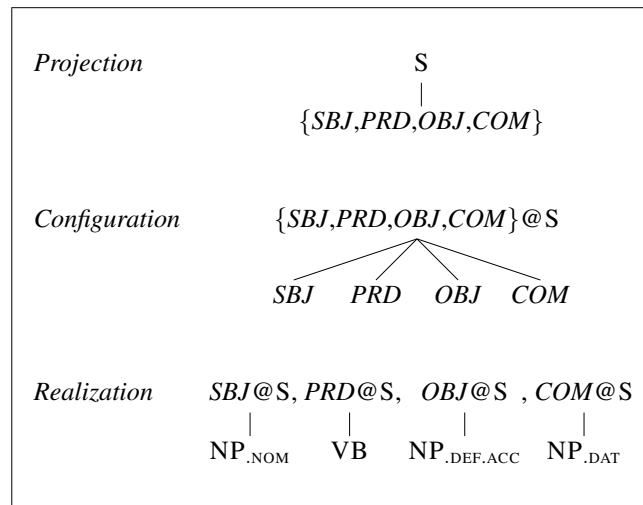 Projection S
{SBJ,PRD,OBJ,COM}
Configuration {SBJ,PRD,OBJ,COM}@S
SBJ PRD OBJ COM
Realization SBJ@S, PRD@S, OBJ@S , COM@S
NP.NOM VB NP.DEF.ACC NP.DAT